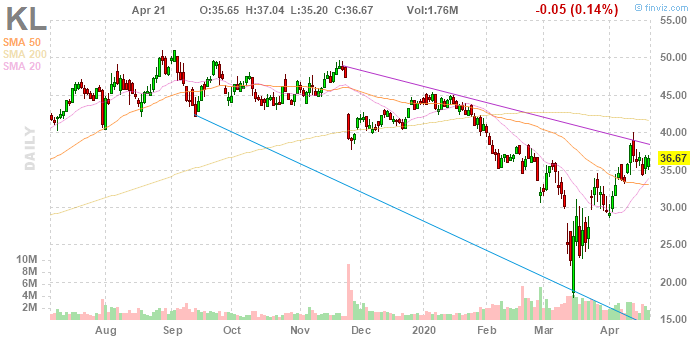 KL Apr 21 O:35.65 H:37.04 L:35.20 C:36.67 Vol:1.76M -0.05 (0.14%) © finviz.com
SMA 50
SMA 200
SMA 20
DAILY
55.00
50.00
45.00
40.00
36.67
35.00
30.00
25.00
20.00
15.00
10M
8M
6M
4M
2M
Aug Sep Oct Nov Dec 2020 Feb Mar Apr